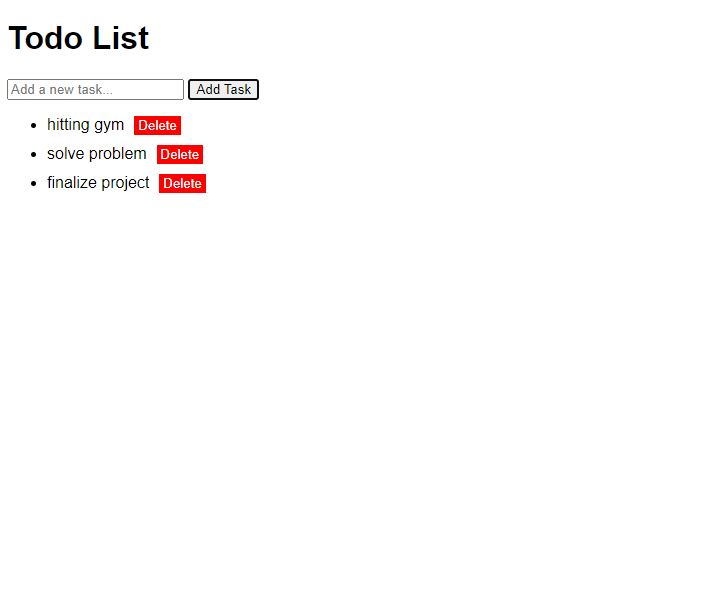 Todo List
Add a new task... Add Task
hitting gym Delete
solve problem Delete
finalize project Delete